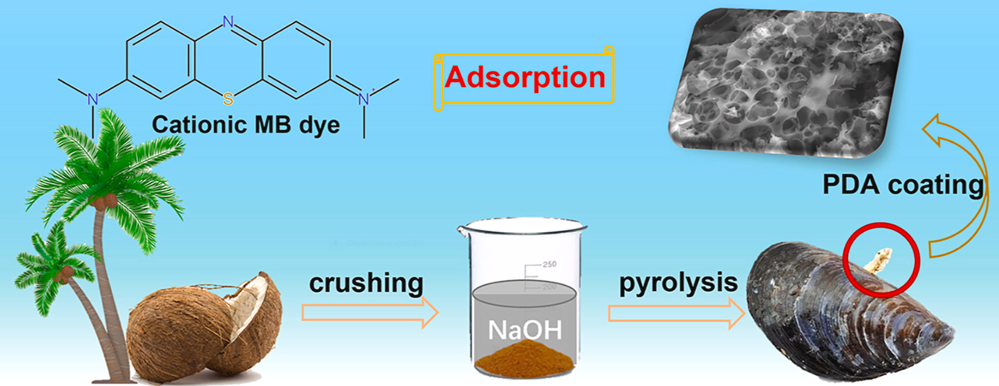 N
N
S
N+
Cationic MB dye
Adsorption
PDA coating
crushing
250
200
NaOH
pyrolysis